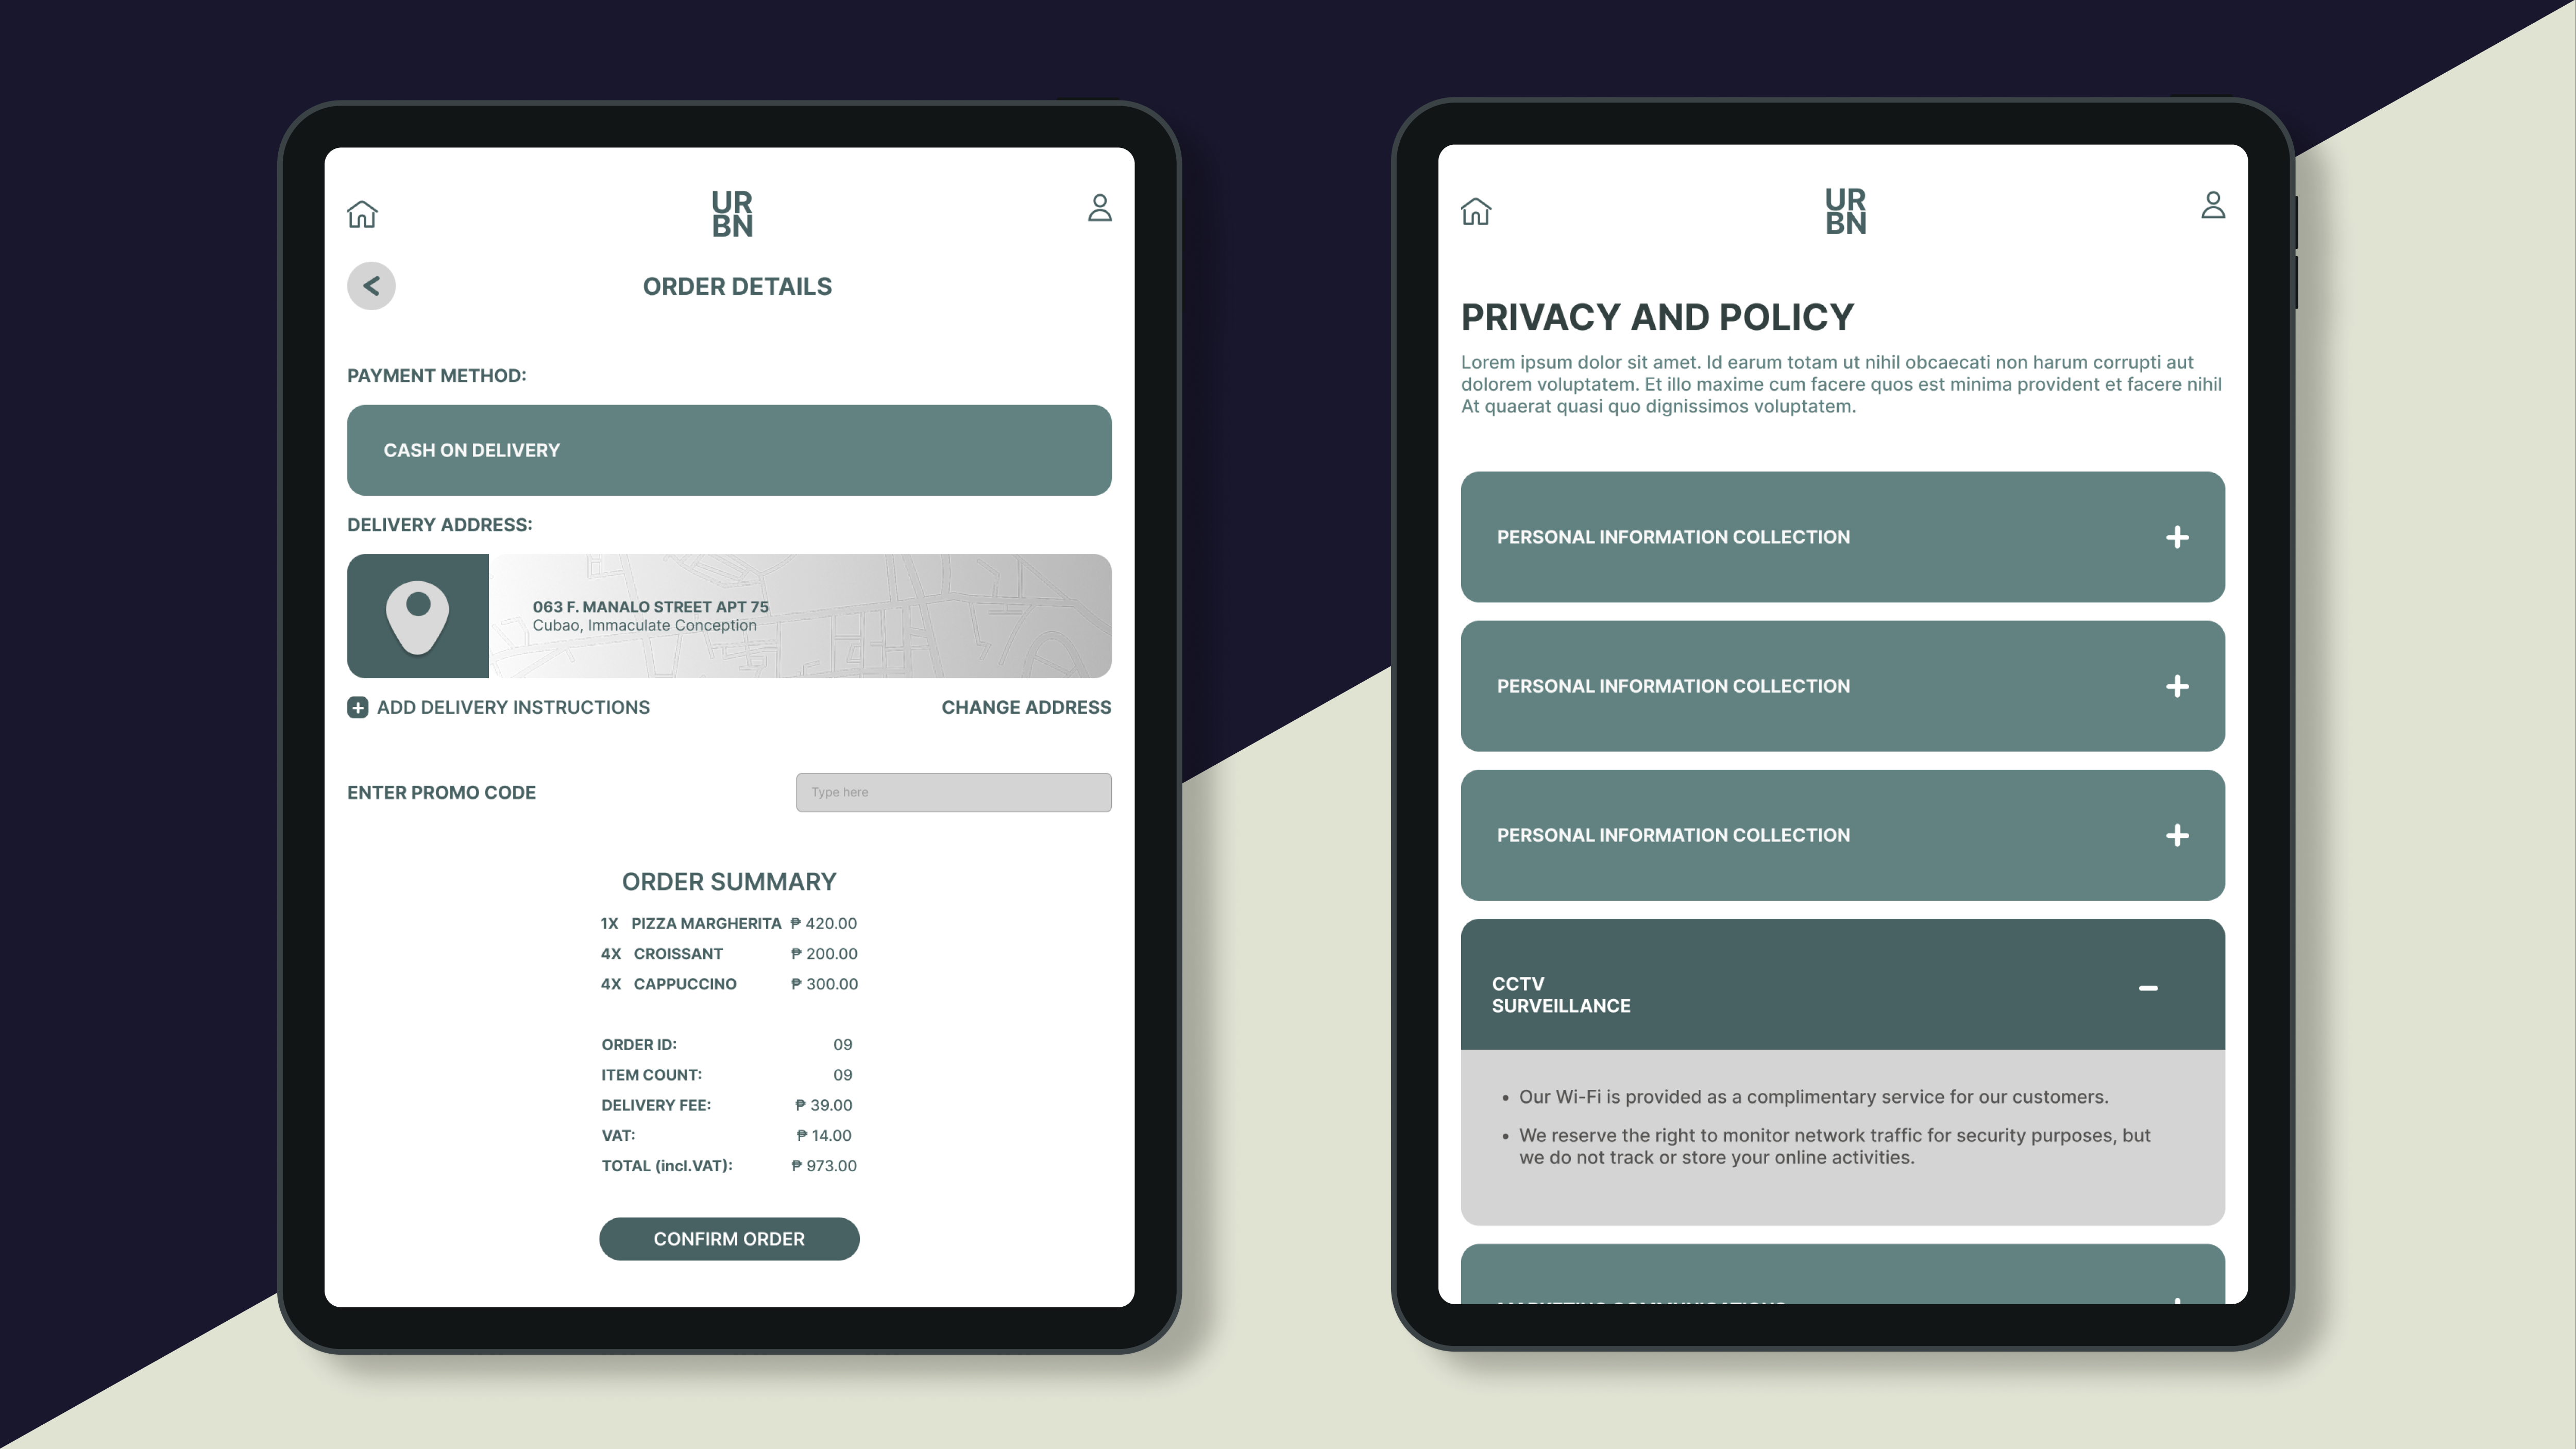 UR
BN
ORDER DETAILS
PAYMENT METHOD:
CASH ON DELIVERY
DELIVERY ADDRESS:
063 F. MANALO STREET APT 75
Cubao, Immaculate Conception
ADD DELIVERY INSTRUCTIONS CHANGE ADDRESS
ENTER PROMO CODE Type here
ORDER SUMMARY
1X PIZZA MARGHERITA ₱ 420.00
4X CROISSANT ₱ 200.00
4X CAPPUCCINO ₱ 300.00
ORDER ID: 09
ITEM COUNT: 09
DELIVERY FEE: ₱ 39.00
VAT: ₱ 14.00
TOTAL (incl.VAT): ₱ 973.00
CONFIRM ORDER
UR
BN
PRIVACY AND POLICY
Lorem ipsum dolor sit amet. Id earum totam ut nihil obcaecati non harum corrupti aut
dolorem voluptatem. Et illo maxime cum facere quos est minima provident et facere nihil
At quaerat quasi quo dignissimos voluptatem.
PERSONAL INFORMATION COLLECTION
PERSONAL INFORMATION COLLECTION
PERSONAL INFORMATION COLLECTION
CCTV
SURVEILLANCE
• Our Wi-Fi is provided as a complimentary service for our customers.
• We reserve the right to monitor network traffic for security purposes, but
we do not track or store your online activities.